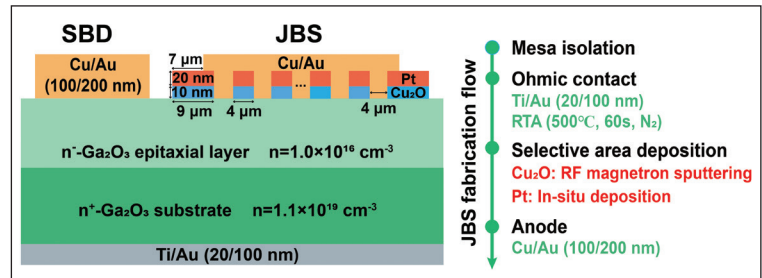 SBD
JBS
Cu/Au
(100/200 nm)
7 μm
Cu/Au
20 nm
10 nm
...
Pt
Cu₂O
9 μm
4 μm
4 μm
n⁻-Ga₂O₃ epitaxial layer n=1.0×10¹⁶ cm⁻³
n⁺-Ga₂O₃ substrate n=1.1×10¹⁹ cm⁻³
Ti/Au (20/100 nm)
JBS fabrication flow
Mesa isolation
Ohmic contact
Ti/Au (20/100 nm)
RTA (500℃, 60s, N₂)
Selective area deposition
Cu₂O: RF magnetron sputtering
Pt: In-situ deposition
Anode
Cu/Au (100/200 nm)